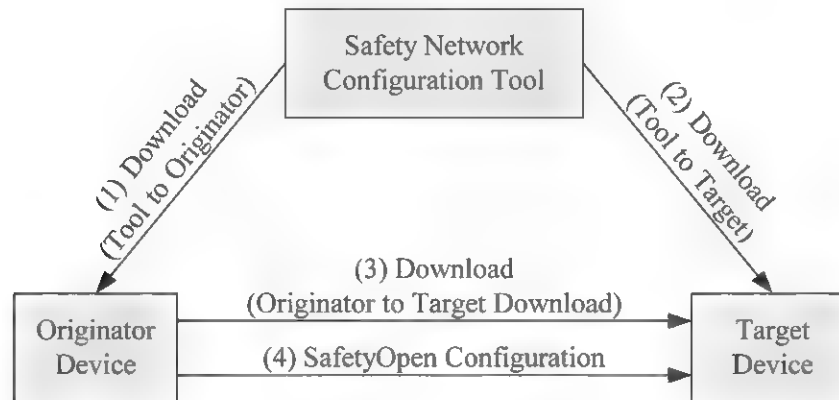 Safety Network
Configuration Tool
(1) Download
(Tool to Originator)
(2) Download
(Tool to Target)
(3) Download
(Originator to Target Download)
(4) SafetyOpen Configuration
Originator
Device
Target
Device